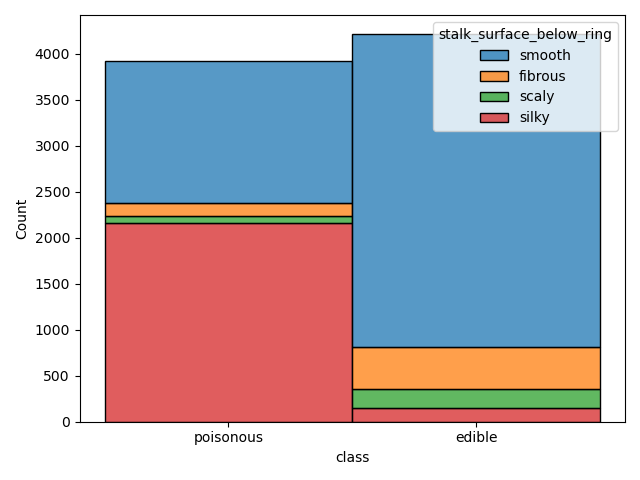 stalk_surface_below_ring
smooth
fibrous
scaly
silky
4000
3500
3000
2500
2000
1500
1000
500
0
Count
poisonous
edible
class